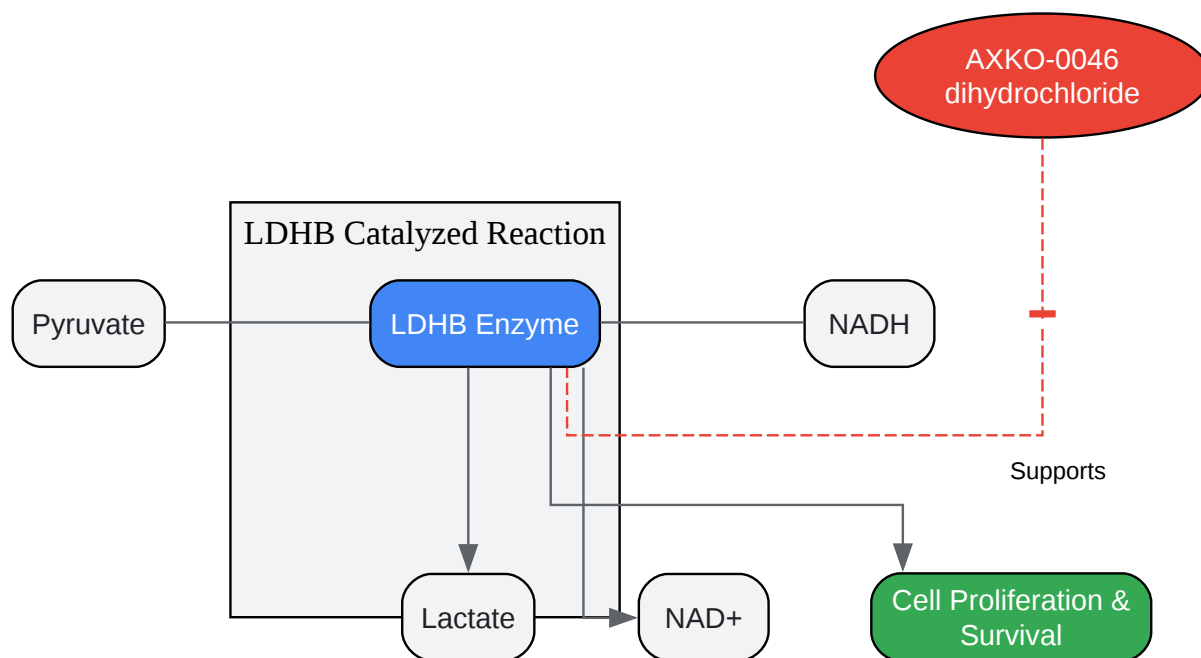 AXKO-0046
dihydrochloride
LDHB Catalyzed Reaction
Pyruvate
LDHB Enzyme
NADH
Supports
Lactate
NAD+
Cell Proliferation &
Survival